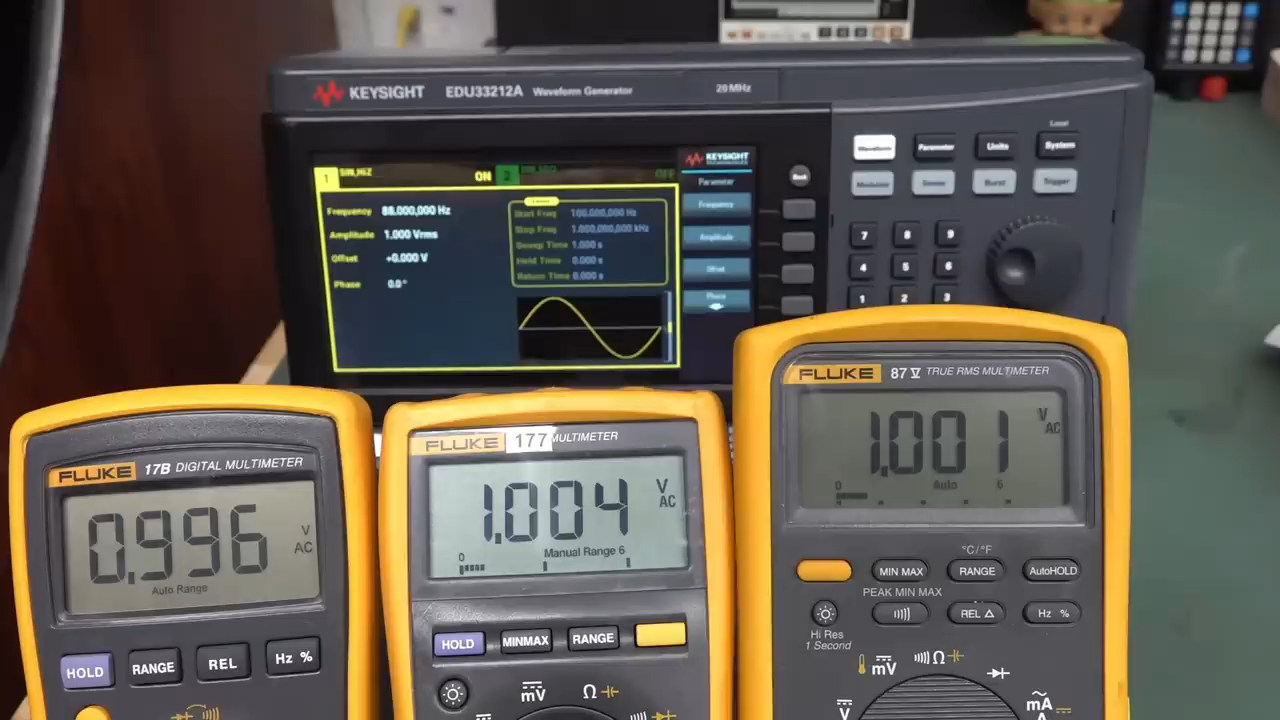 KEYSIGHT EDU33212A Waveform Generator 20 MHz
1 ON 2 OFF
Frequency 88.000,000 Hz
Amplitude 1.000 Vrms
Offset +0.000 V
Phase 0.0°
Start Freq 100.000,000 Hz
Stop Freq 1.000,000,000 kHz
Sweep Time 1.000 s
Hold Time 0.000 s
Return Time 0.000 s
KEYSIGHT
Parameter
Frequency
Amplitude
Offset
Phase
Back
Waveform Parameter Units System
Modulate Sweep Burst Trigger
7 8 9
4 5 6
1 2 3
FLUKE 17B DIGITAL MULTIMETER
0.996 V AC
Auto Range
HOLD RANGE REL Hz %
FLUKE 177 MULTIMETER
1.004 V AC
Manual Range 6
0
HOLD MINMAX RANGE
mV Ω
FLUKE 87 V TRUE RMS MULTIMETER
1.001 V AC
0 Auto 6
°C/°F
MIN MAX RANGE AutoHOLD
PEAK MIN MAX
REL Δ Hz %
Hi Res
1 Second
mV Ω
V mA
A